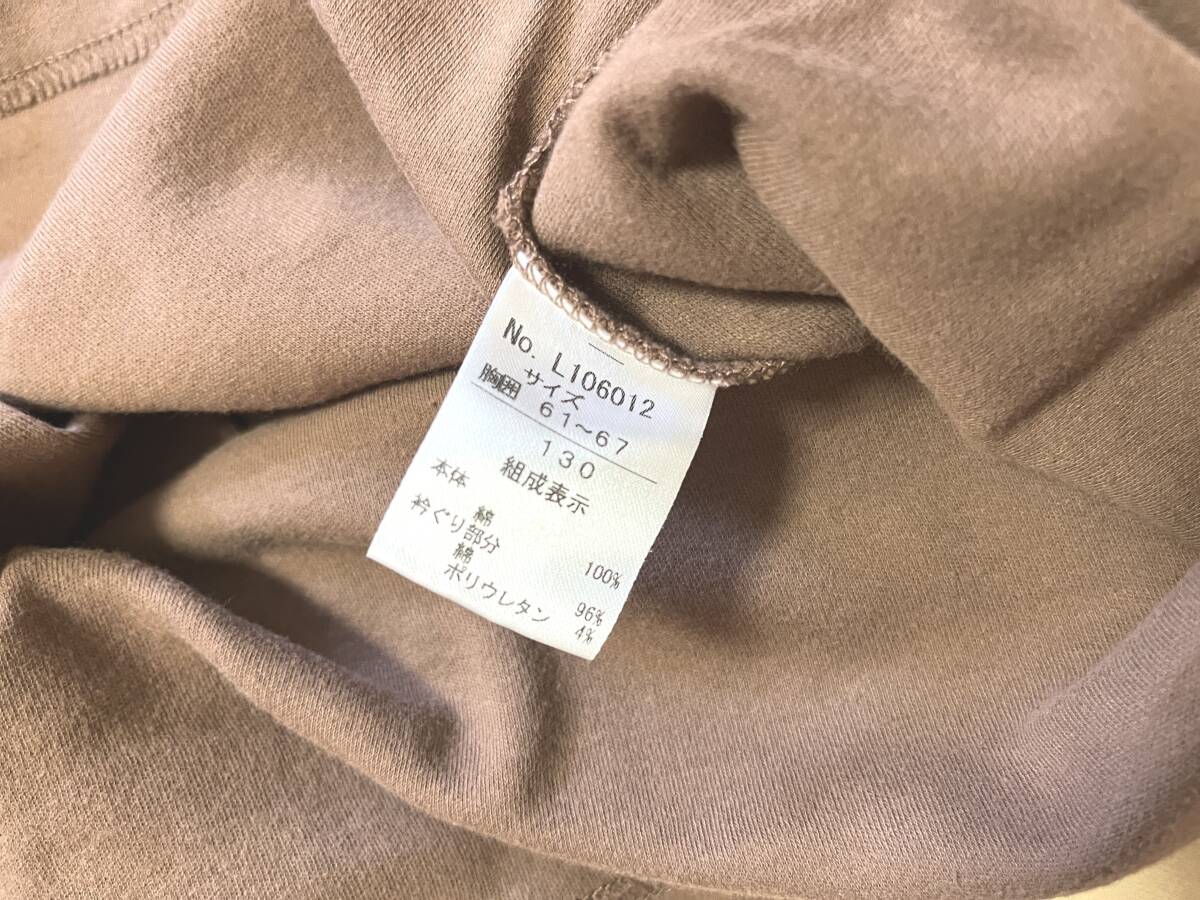 No. L106012
サイズ
胸囲 61~67
130
組成表示
本体
綿 100%
衿ぐり部分
綿 96%
ポリウレタン 4%